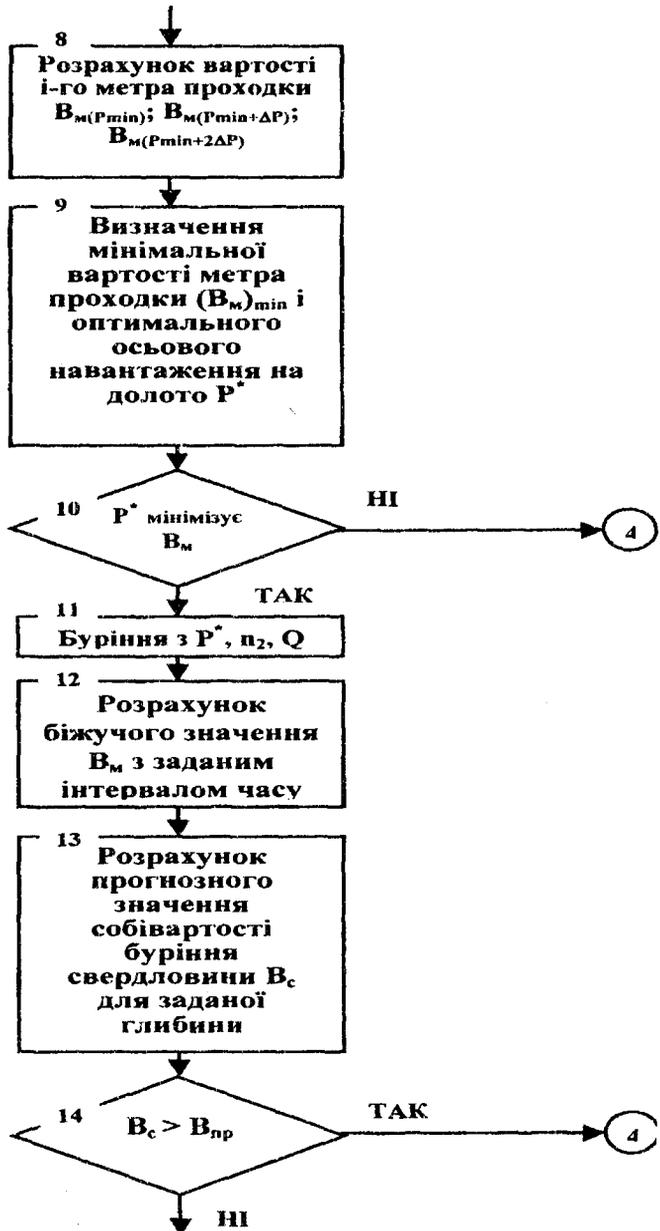 8
Розрахунок вартості
і-го метра проходки
Bм(Pmin); Bм(Pmin+ΔP);
Bм(Pmin+2ΔP)
9
Визначення
мінімальної
вартості метра
проходки (Bм)min і
оптимального
осьового
навантаження на
долото P*
10
P* мінімізує
Bм
НІ
4
ТАК
11
Буріння з P*, n2, Q
12
Розрахунок
біжучого значення
Bм з заданим
інтервалом часу
13
Розрахунок
прогнозного
значення
собівартості
буріння
свердловини Bс
для заданої
глибини
14
Bс > Bпр
ТАК
4
НІ